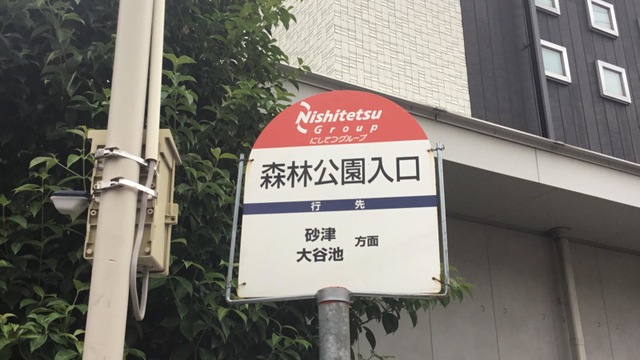 Nishitetsu
Group
にしてつグループ
森林公園入口
行先
砂津
大谷池
方面